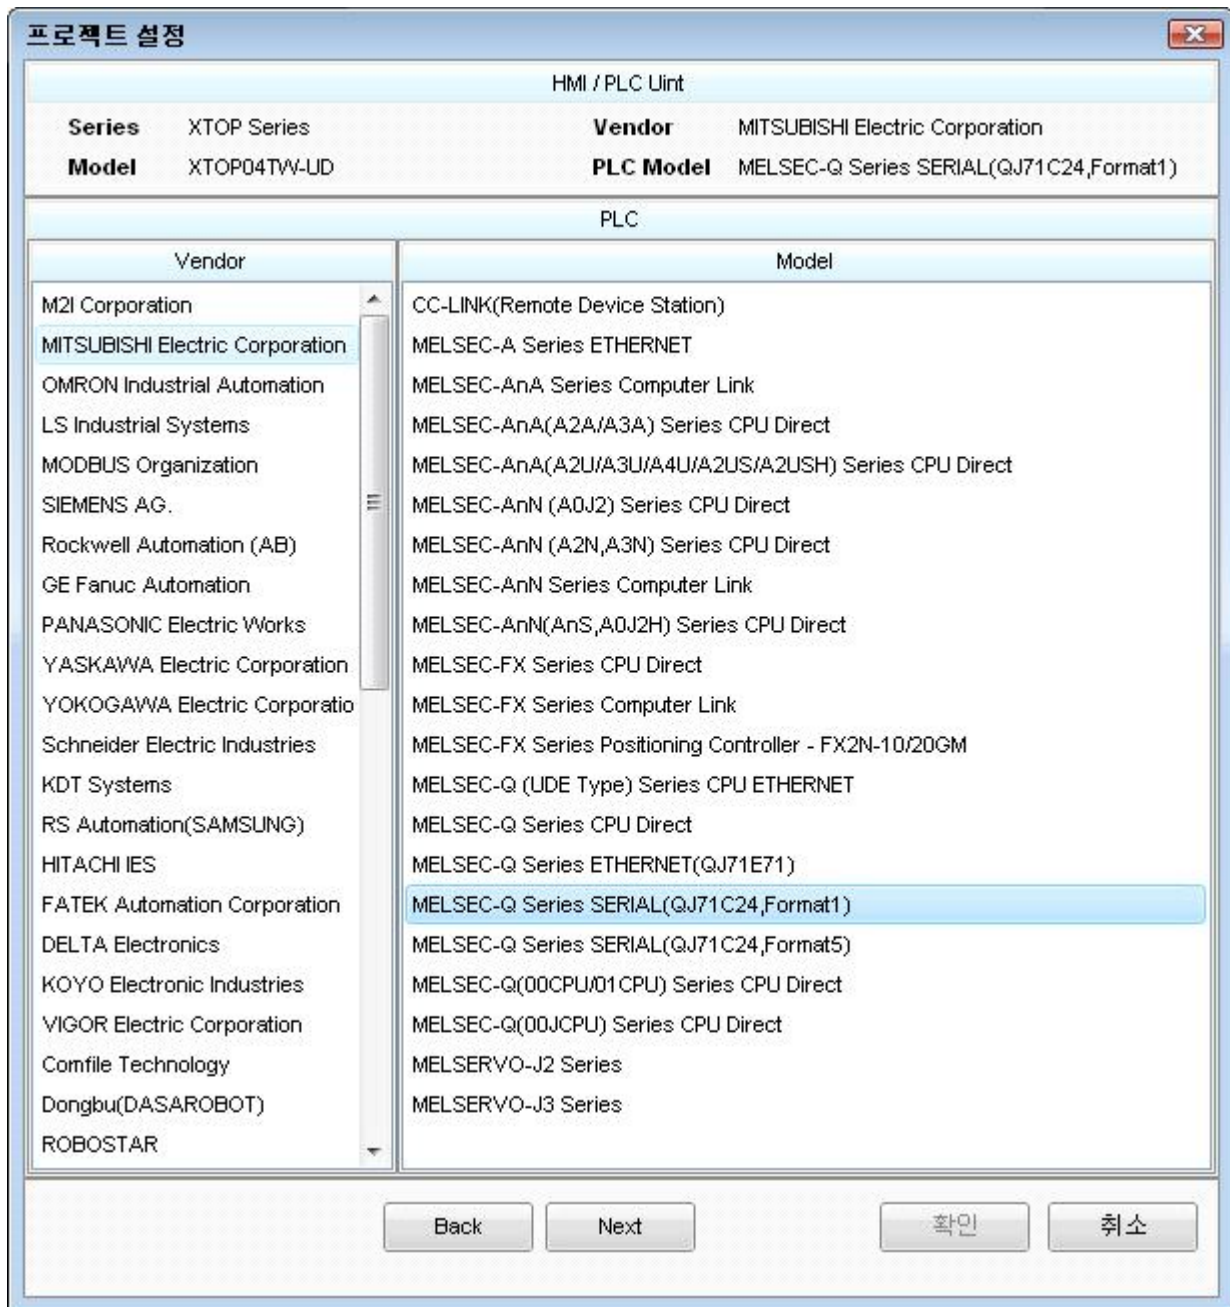 프로젝트 설정
HMI / PLC Uint
Series XTOP Series Vendor MITSUBISHI Electric Corporation
Model XTOP04TW-UD PLC Model MELSEC-Q Series SERIAL(QJ71C24,Format1)
PLC
Vendor
M2I Corporation
MITSUBISHI Electric Corporation
OMRON Industrial Automation
LS Industrial Systems
MODBUS Organization
SIEMENS AG.
Rockwell Automation (AB)
GE Fanuc Automation
PANASONIC Electric Works
YASKAWA Electric Corporation
YOKOGAWA Electric Corporatio
Schneider Electric Industries
KDT Systems
RS Automation(SAMSUNG)
HITACHI IES
FATEK Automation Corporation
DELTA Electronics
KOYO Electronic Industries
VIGOR Electric Corporation
Comfile Technology
Dongbu(DASAROBOT)
ROBOSTAR
Model
CC-LINK(Remote Device Station)
MELSEC-A Series ETHERNET
MELSEC-AnA Series Computer Link
MELSEC-AnA(A2A/A3A) Series CPU Direct
MELSEC-AnA(A2U/A3U/A4U/A2US/A2USH) Series CPU Direct
MELSEC-AnN (A0J2) Series CPU Direct
MELSEC-AnN (A2N,A3N) Series CPU Direct
MELSEC-AnN Series Computer Link
MELSEC-AnN(AnS,A0J2H) Series CPU Direct
MELSEC-FX Series CPU Direct
MELSEC-FX Series Computer Link
MELSEC-FX Series Positioning Controller - FX2N-10/20GM
MELSEC-Q (UDE Type) Series CPU ETHERNET
MELSEC-Q Series CPU Direct
MELSEC-Q Series ETHERNET(QJ71E71)
MELSEC-Q Series SERIAL(QJ71C24,Format1)
MELSEC-Q Series SERIAL(QJ71C24,Format5)
MELSEC-Q(00CPU/01CPU) Series CPU Direct
MELSEC-Q(00JCPU) Series CPU Direct
MELSERVO-J2 Series
MELSERVO-J3 Series
Back Next 확인 취소